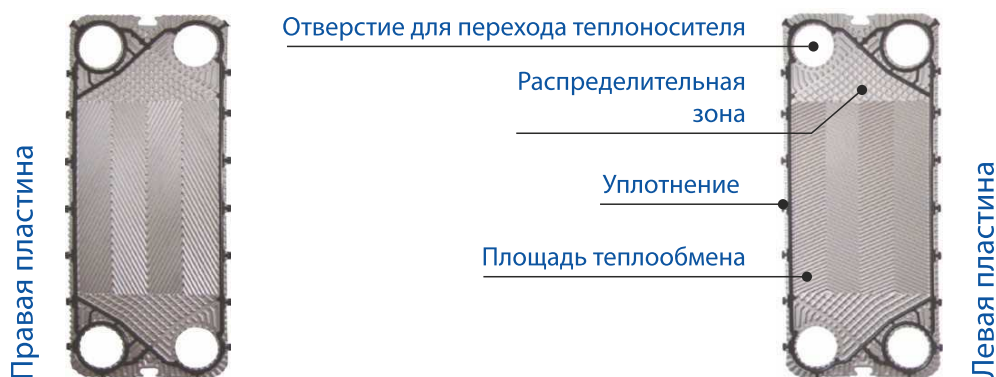 Правая пластина
Отверстие для перехода теплоносителя
Распределительная
зона
Уплотнение
Площадь теплообмена
Левая пластина